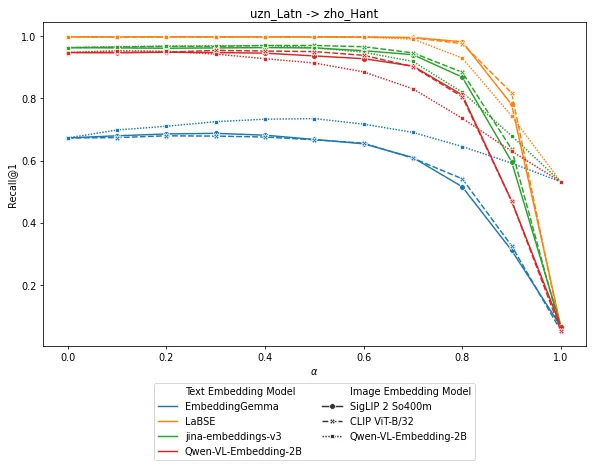 uzn_Latn -> zho_Hant
Recall@1
1.0
0.8
0.6
0.4
0.2
0.0 0.2 0.4 0.6 0.8 1.0
α
Text Embedding Model Image Embedding Model
EmbeddingGemma SigLIP 2 So400m
LaBSE CLIP ViT-B/32
jina-embeddings-v3 Qwen-VL-Embedding-2B
Qwen-VL-Embedding-2B